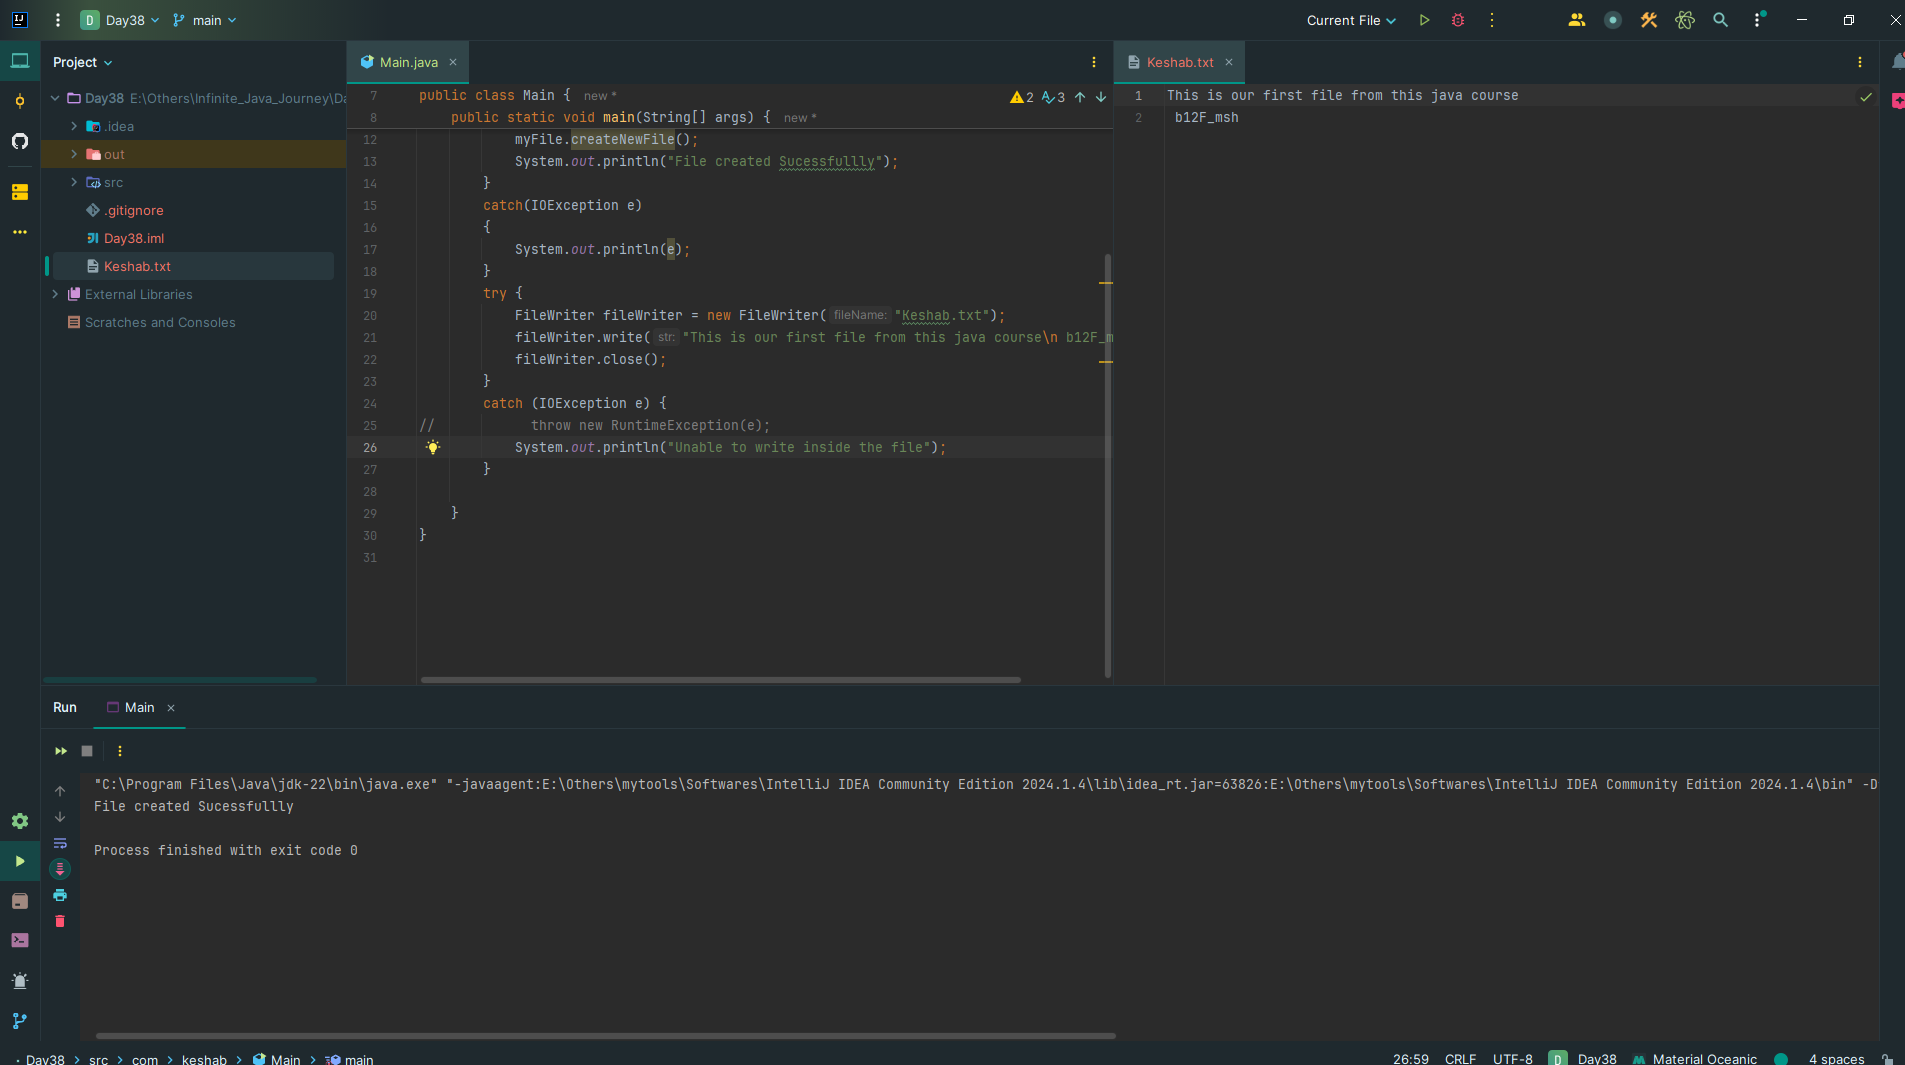 Day38
main
Current File
Project
Main.java
Keshab.txt
Day38 E:\Others\Infinite_Java_Journey\Da
.idea
out
src
.gitignore
Day38.iml
Keshab.txt
External Libraries
Scratches and Consoles
2 3
7 public class Main { new *
8 public static void main(String[] args) { new *
12 myFile.createNewFile();
13 System.out.println("File created Sucessfullly");
14 }
15 catch(IOException e)
16 {
17 System.out.println(e);
18 }
19 try {
20 FileWriter fileWriter = new FileWriter( fileName: "Keshab.txt");
21 fileWriter.write( str: "This is our first file from this java course\n b12F_m
22 fileWriter.close();
23 }
24 catch (IOException e) {
25 // throw new RuntimeException(e);
26 System.out.println("Unable to write inside the file");
27 }
28
29 }
30 }
31
1 This is our first file from this java course
2 b12F_msh
Run
Main
"C:\Program Files\Java\jdk-22\bin\java.exe" "-javaagent:E:\Others\mytools\Softwares\IntelliJ IDEA Community Edition 2024.1.4\lib\idea_rt.jar=63826:E:\Others\mytools\Softwares\IntelliJ IDEA Community Edition 2024.1.4\bin" -D
File created Sucessfullly
Process finished with exit code 0
Day38 > src > com > keshab > Main > main
26:59 CRLF UTF-8 D Day38 Material Oceanic 4 spaces